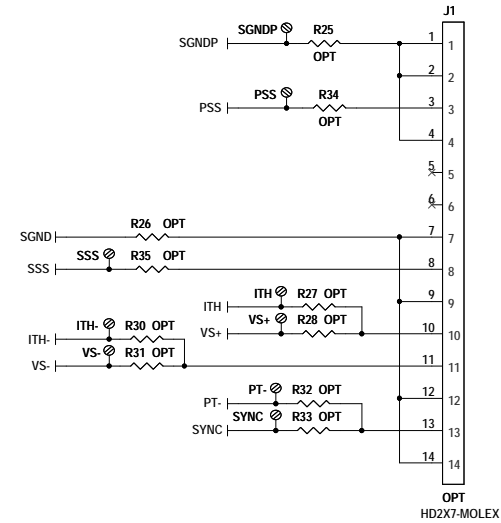 J1
SGNDP R25
SGNDP 1 1
OPT
2 2
PSS R34
PSS 3 3
OPT
4 4
5 5
6 6
R26 OPT
SGND 7 7
SSS R35 OPT
SSS 8 8
ITH R27 OPT
9 9
ITH
VS+ R28 OPT
ITH- R30 OPT
VS+ 10 10
ITH-
VS- R31 OPT
VS- 11 11
PT- R32 OPT
12 12
PT-
SYNC R33 OPT
SYNC 13 13
14 14
OPT
HD2X7-MOLEX